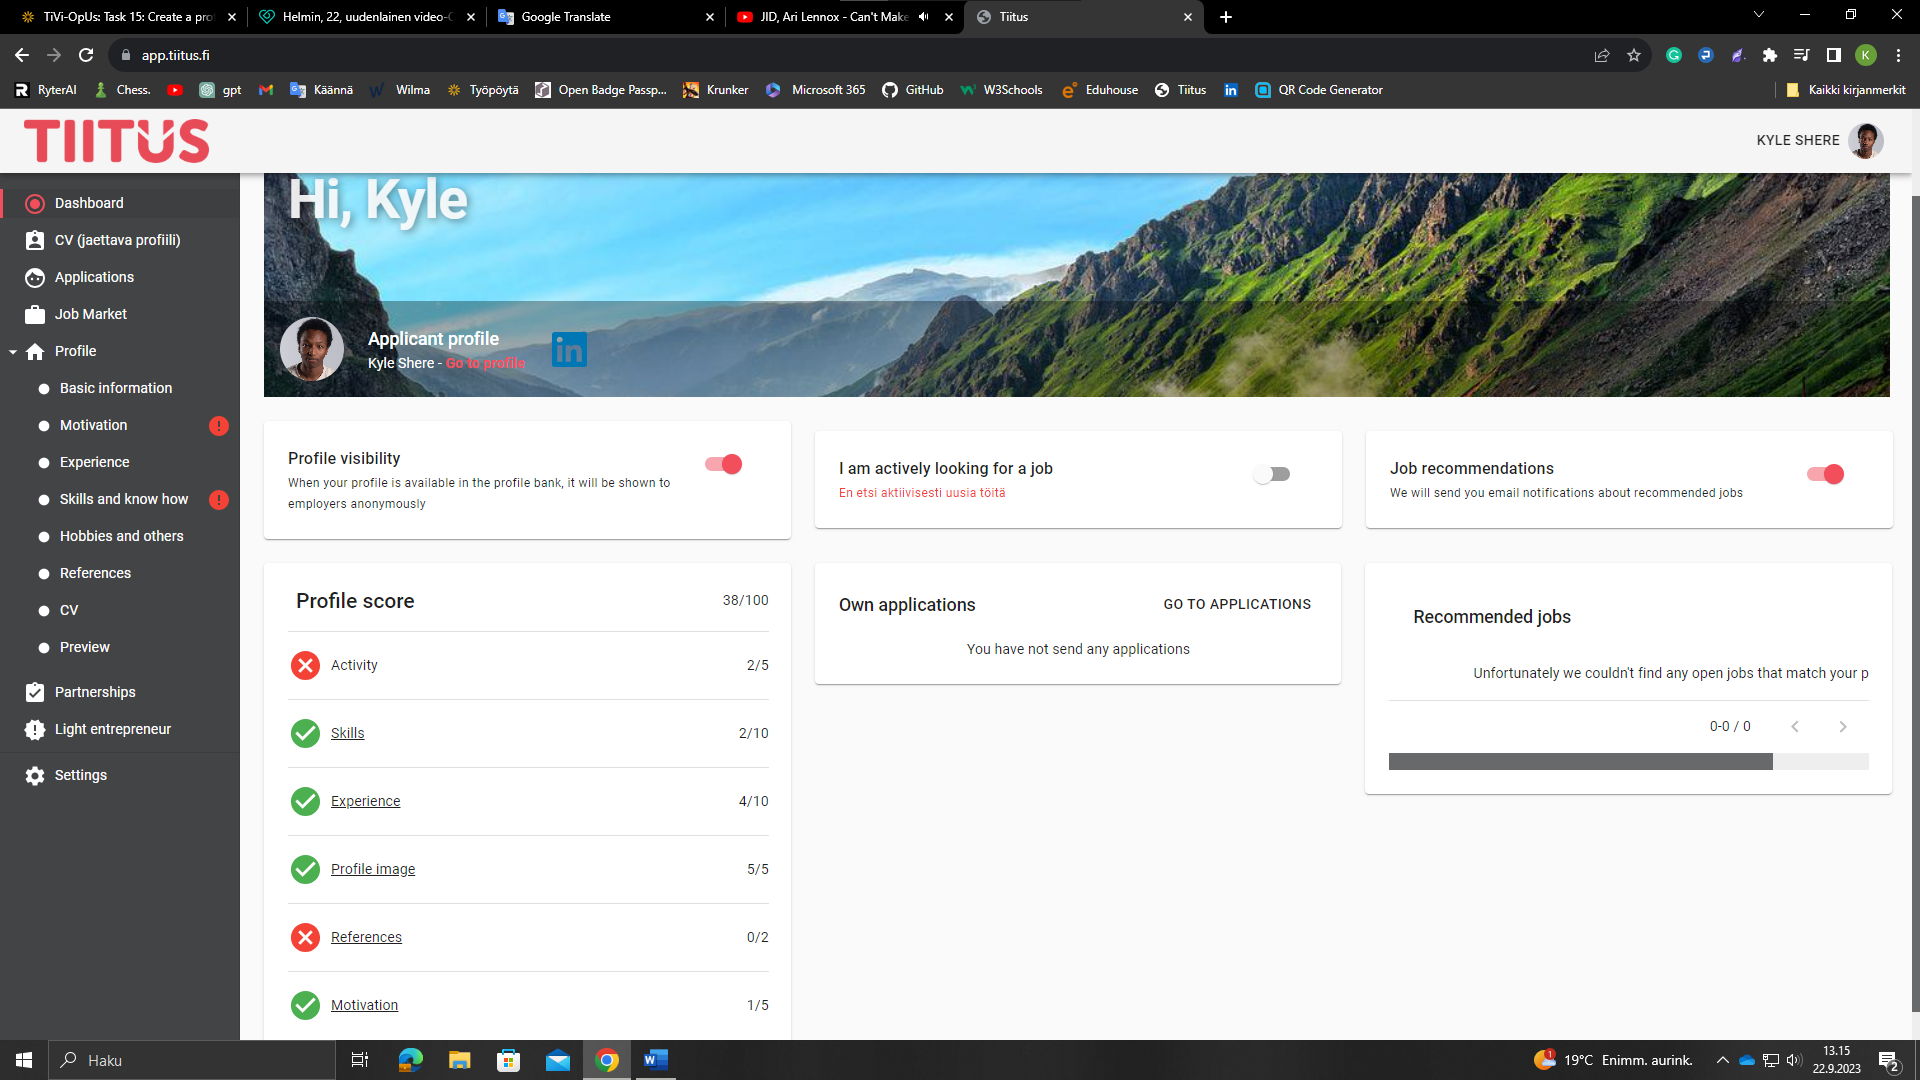 TiVi-OpUs: Task 15: Create a pro
Helmin, 22, uudenlainen video-C
Google Translate
JID, Ari Lennox - Can't Make
Tiitus
app.tiitus.fi
K
RyterAI
Chess.
gpt
Käännä
Wilma
Työpöytä
Open Badge Passp...
Krunker
Microsoft 365
GitHub
W3Schools
Eduhouse
Tiitus
QR Code Generator
Kaikki kirjanmerkit
TIITUS
KYLE SHERE
Dashboard
CV (jaettava profiili)
Applications
Job Market
Profile
Basic information
Motivation
Experience
Skills and know how
Hobbies and others
References
CV
Preview
Partnerships
Light entrepreneur
Settings
Hi, Kyle
Applicant profile
Kyle Shere - Go to profile
in
Profile visibility
When your profile is available in the profile bank, it will be shown to
employers anonymously
I am actively looking for a job
En etsi aktiivisesti uusia töitä
Job recommendations
We will send you email notifications about recommended jobs
Profile score 38/100
Activity 2/5
Skills 2/10
Experience 4/10
Profile image 5/5
References 0/2
Motivation 1/5
Own applications GO TO APPLICATIONS
You have not send any applications
Recommended jobs
Unfortunately we couldn't find any open jobs that match your p
0-0 / 0
Haku
1
19°C Enimm. aurink.
13.15
22.9.2023
2